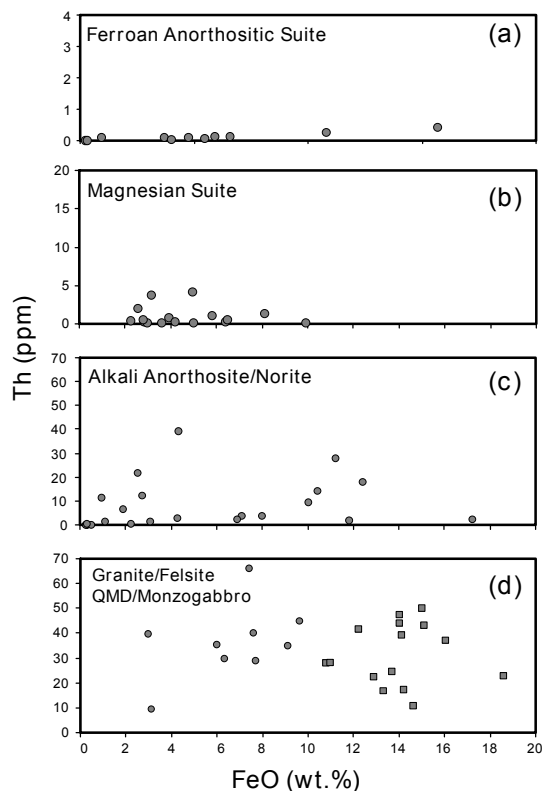 4
3
2
1
0
Ferroan Anorthositic Suite
(a)
20
15
10
5
0
Magnesian Suite
(b)
Th (ppm)
70
60
50
40
30
20
10
0
Alkali Anorthosite/Norite
(c)
70
60
50
40
30
20
10
0
Granite/Felsite
QMD/Monzogabbro
(d)
0 2 4 6 8 10 12 14 16 18 20
FeO (wt.%)